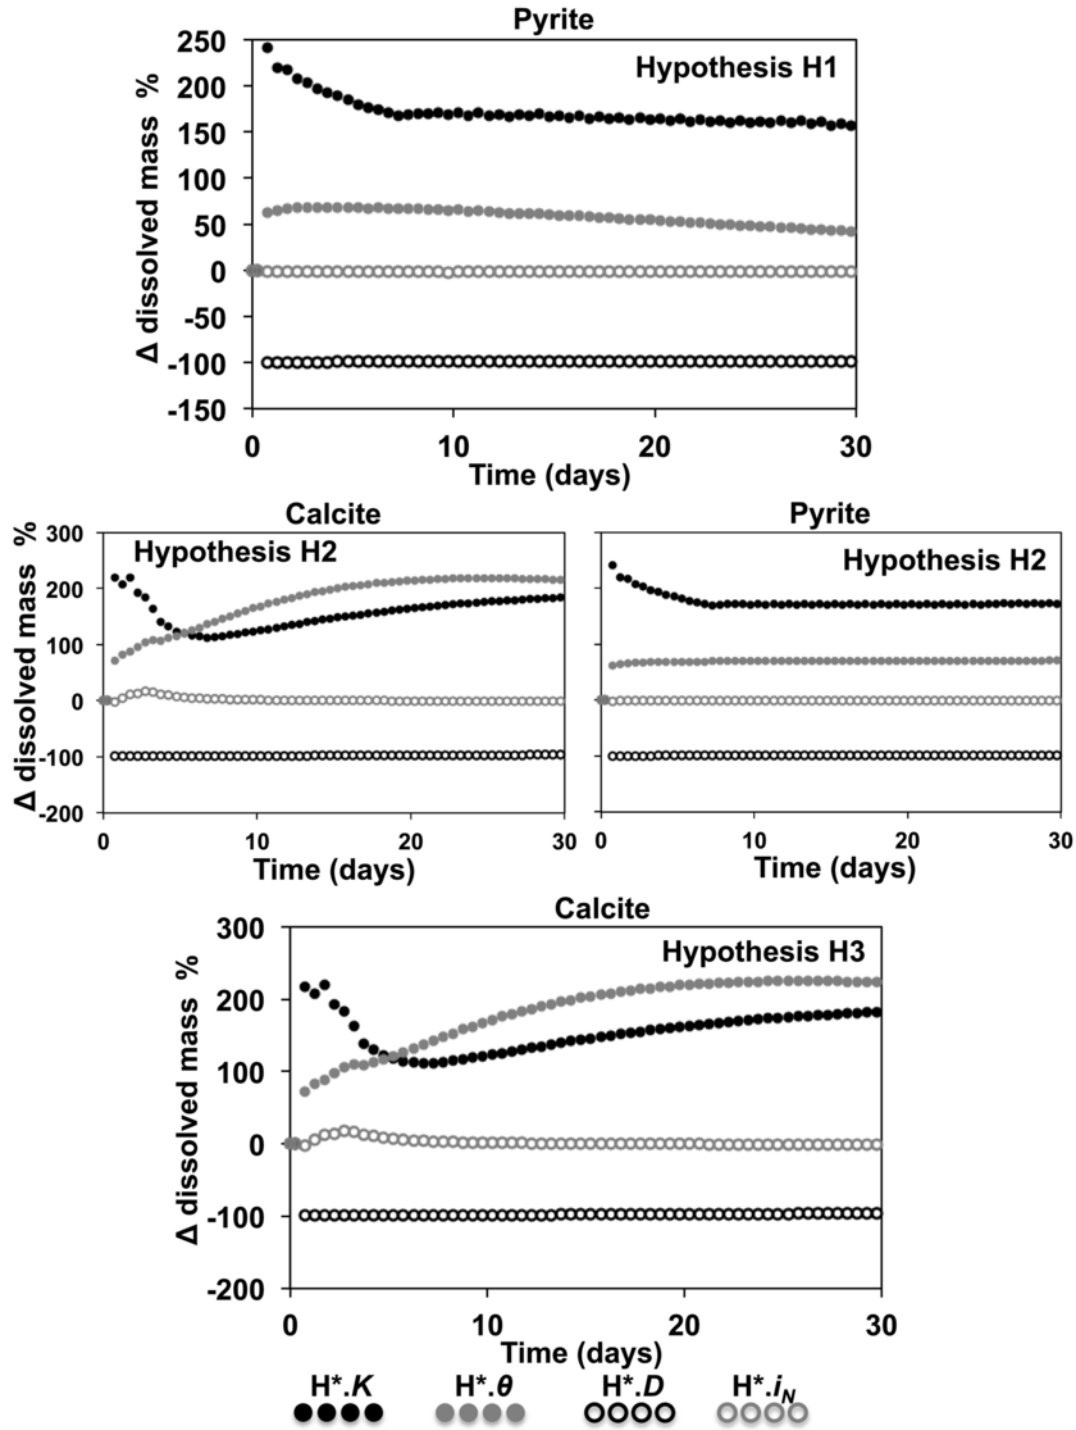 Pyrite
Hypothesis H1
Δ dissolved mass %
250
200
150
100
50
0
-50
-100
-150
0 10 20 30
Time (days)
Calcite
Hypothesis H2
Δ dissolved mass %
300
200
100
0
-100
-200
0 10 20 30
Time (days)
Pyrite
Hypothesis H2
0 10 20 30
Time (days)
Calcite
Hypothesis H3
Δ dissolved mass %
300
200
100
0
-100
-200
0 10 20 30
Time (days)
H*.K H*.θ H*.D H*.iN